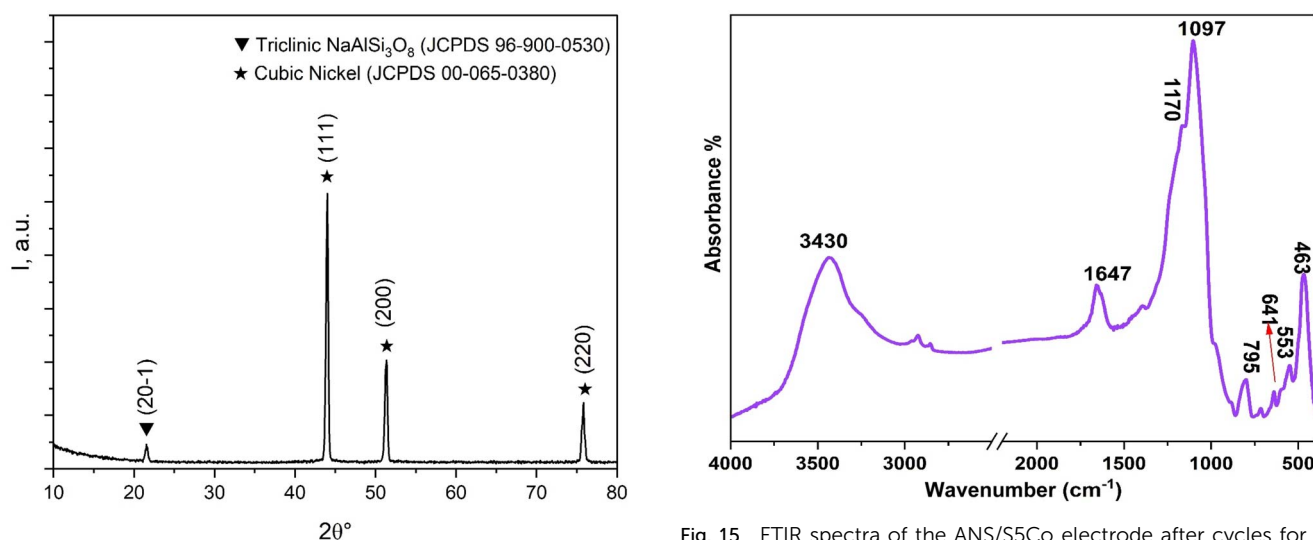 ▼ Triclinic NaAlSi₃O₈ (JCPDS 96-900-0530)
★ Cubic Nickel (JCPDS 00-065-0380)
(111)
(200)
(220)
(20-1)
I, a.u.
10 20 30 40 50 60 70 80
2θ°
1097
1170
3430
1647
463
641
553
795
Absorbance %
4000 3500 3000 2000 1500 1000 500
Wavenumber (cm⁻¹)
Fig. 15 FTIR spectra of the ANS/S5Co electrode after cycles for